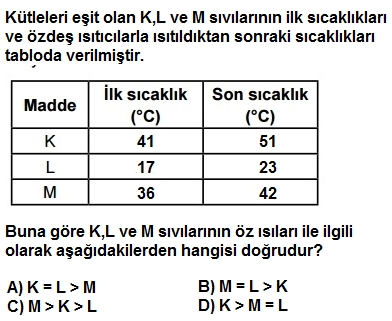 Kütleleri eşit olan K,L ve M sıvılarının ilk sıcaklıkları
ve özdeş ısıtıcılarla ısıtıldıktan sonraki sıcaklıkları
tabloda verilmiştir.
Madde İlk sıcaklık (°C) Son sıcaklık (°C)
K 41 51
L 17 23
M 36 42
Buna göre K,L ve M sıvılarının öz ısıları ile ilgili
olarak aşağıdakilerden hangisi doğrudur?
A) K = L > M B) M = L > K
C) M > K > L D) K > M = L